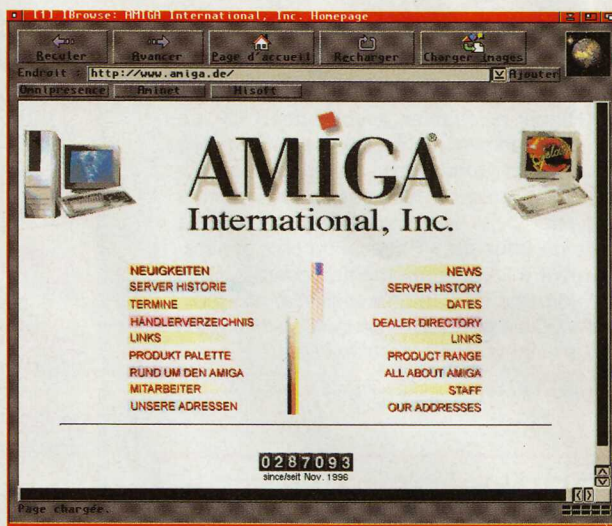 [1] IBrowse: AMIGA International, Inc. Homepage
Reculer Avancer Page d'accueil Recharger Charger Images
Endroit : http://www.amiga.de/ Ajouter
Omnipresence Aminet Hisoft
AMIGA®
International, Inc.
NEUIGKEITEN
SERVER HISTORIE
TERMINE
HÄNDLERVERZEICHNIS
LINKS
PRODUKT PALETTE
RUND UM DEN AMIGA
MITARBEITER
UNSERE ADRESSEN
NEWS
SERVER HISTORY
DATES
DEALER DIRECTORY
LINKS
PRODUCT RANGE
ALL ABOUT AMIGA
STAFF
OUR ADDRESSES
0287093
since/seit Nov. 1996
Page chargée.